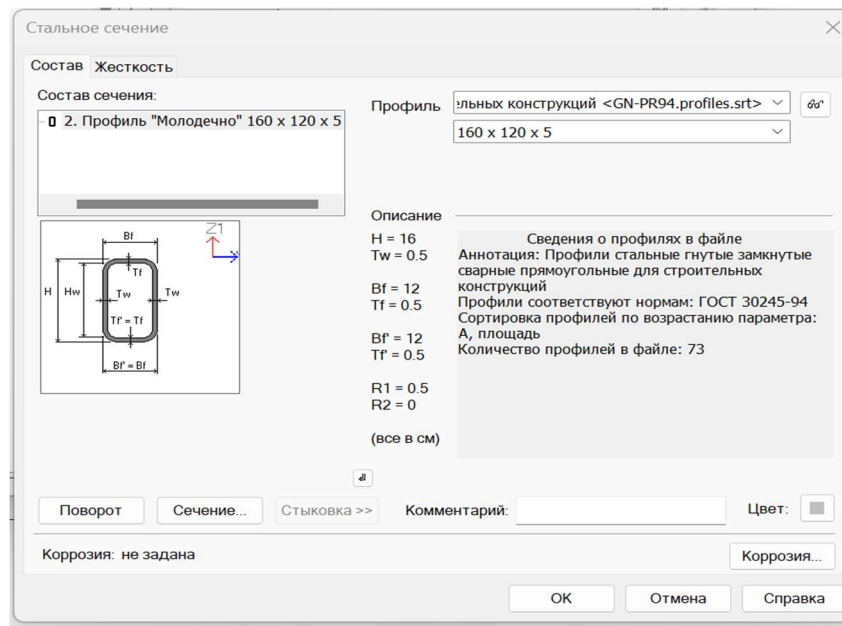 Стальное сечение
Состав
Жесткость
Состав сечения:
2. Профиль "Молодечно" 160 x 120 x 5
Профиль
ельных конструкций <GN-PR94.profiles.srt>
160 x 120 x 5
Bf
Tf
H
Hw
Tw
Tw
Tf' = Tf
Bf' = Bf
Z1
Описание
H = 16
Tw = 0.5
Bf = 12
Tf = 0.5
Bf' = 12
Tf' = 0.5
R1 = 0.5
R2 = 0
(все в см)
Сведения о профилях в файле
Аннотация: Профили стальные гнутые замкнутые
сварные прямоугольные для строительных
конструкций
Профили соответствуют нормам: ГОСТ 30245-94
Сортировка профилей по возрастанию параметра:
А, площадь
Количество профилей в файле: 73
Поворот
Сечение...
Стыковка >>
Комментарий:
Цвет:
Коррозия: не задана
Коррозия...
ОК
Отмена
Справка